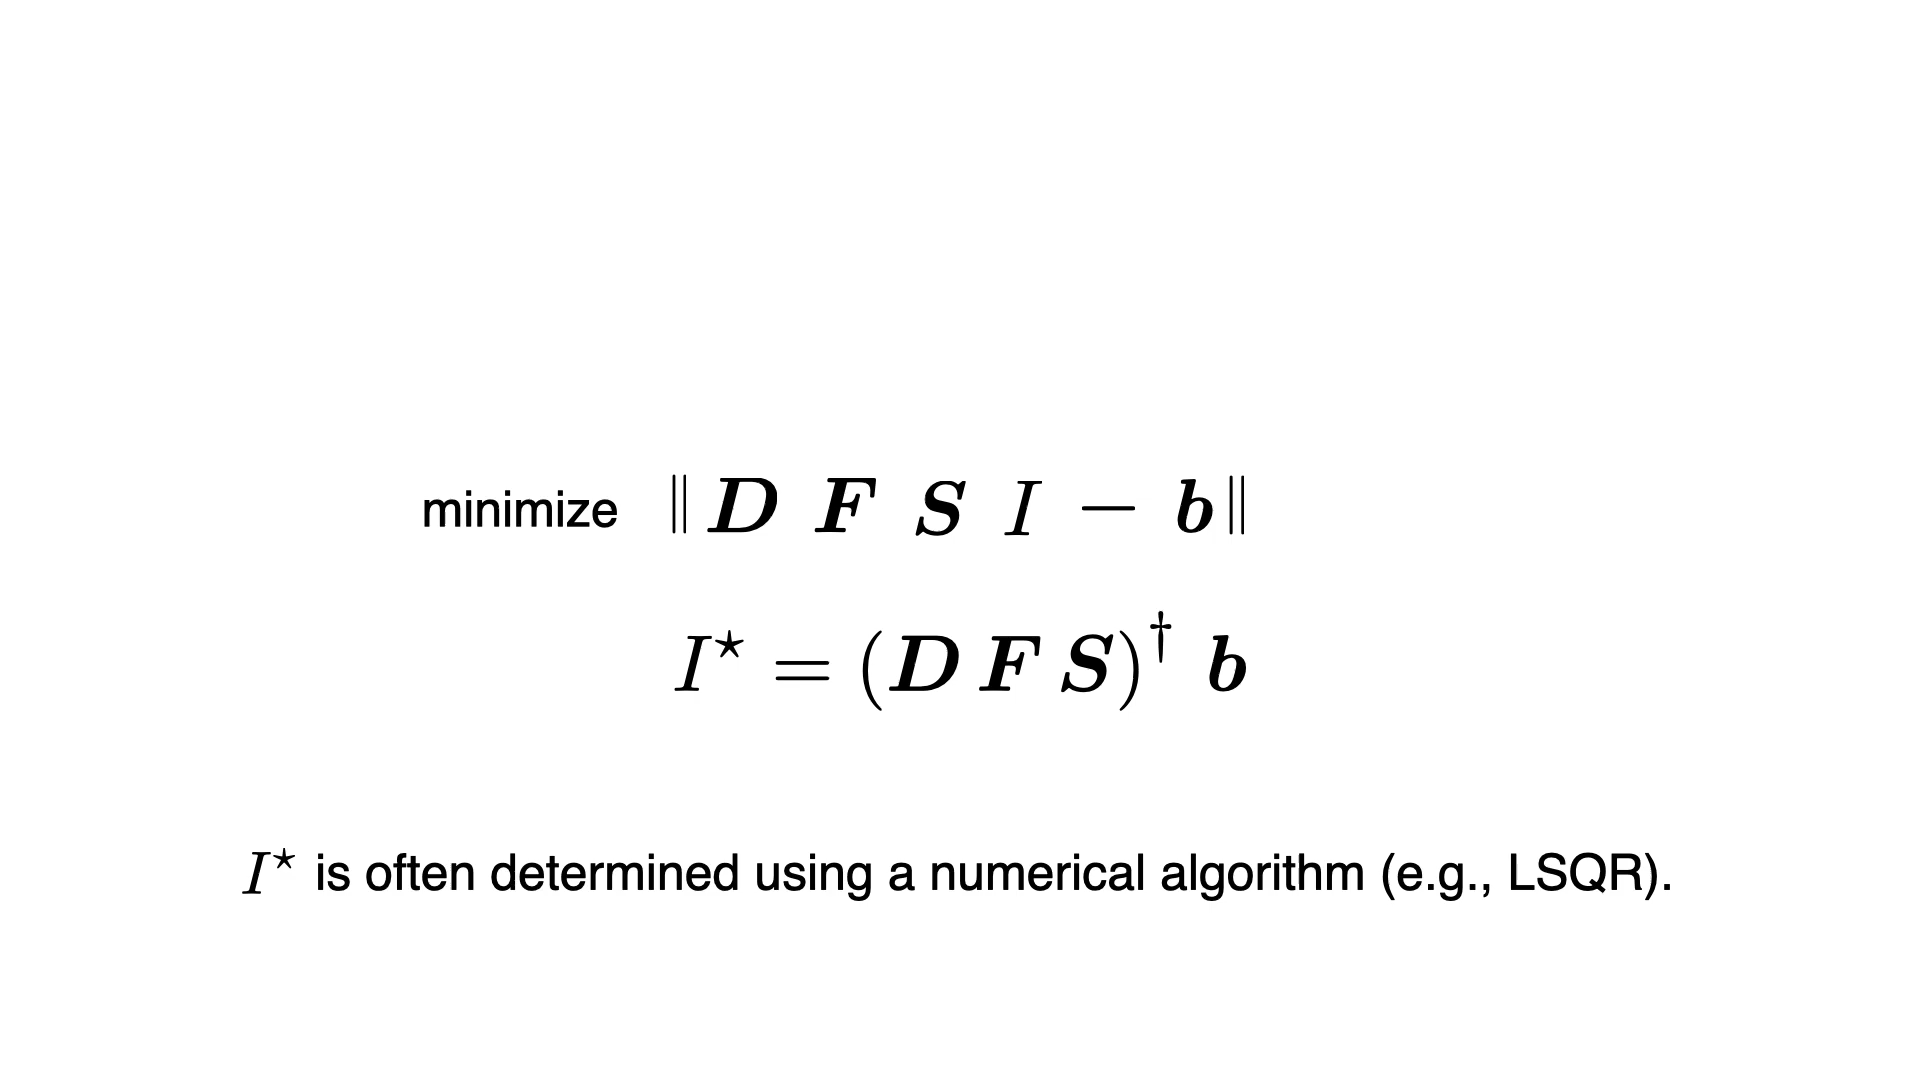 minimize ‖D F S I − b‖
I⋆ = (D F S)† b
I⋆ is often determined using a numerical algorithm (e.g., LSQR).